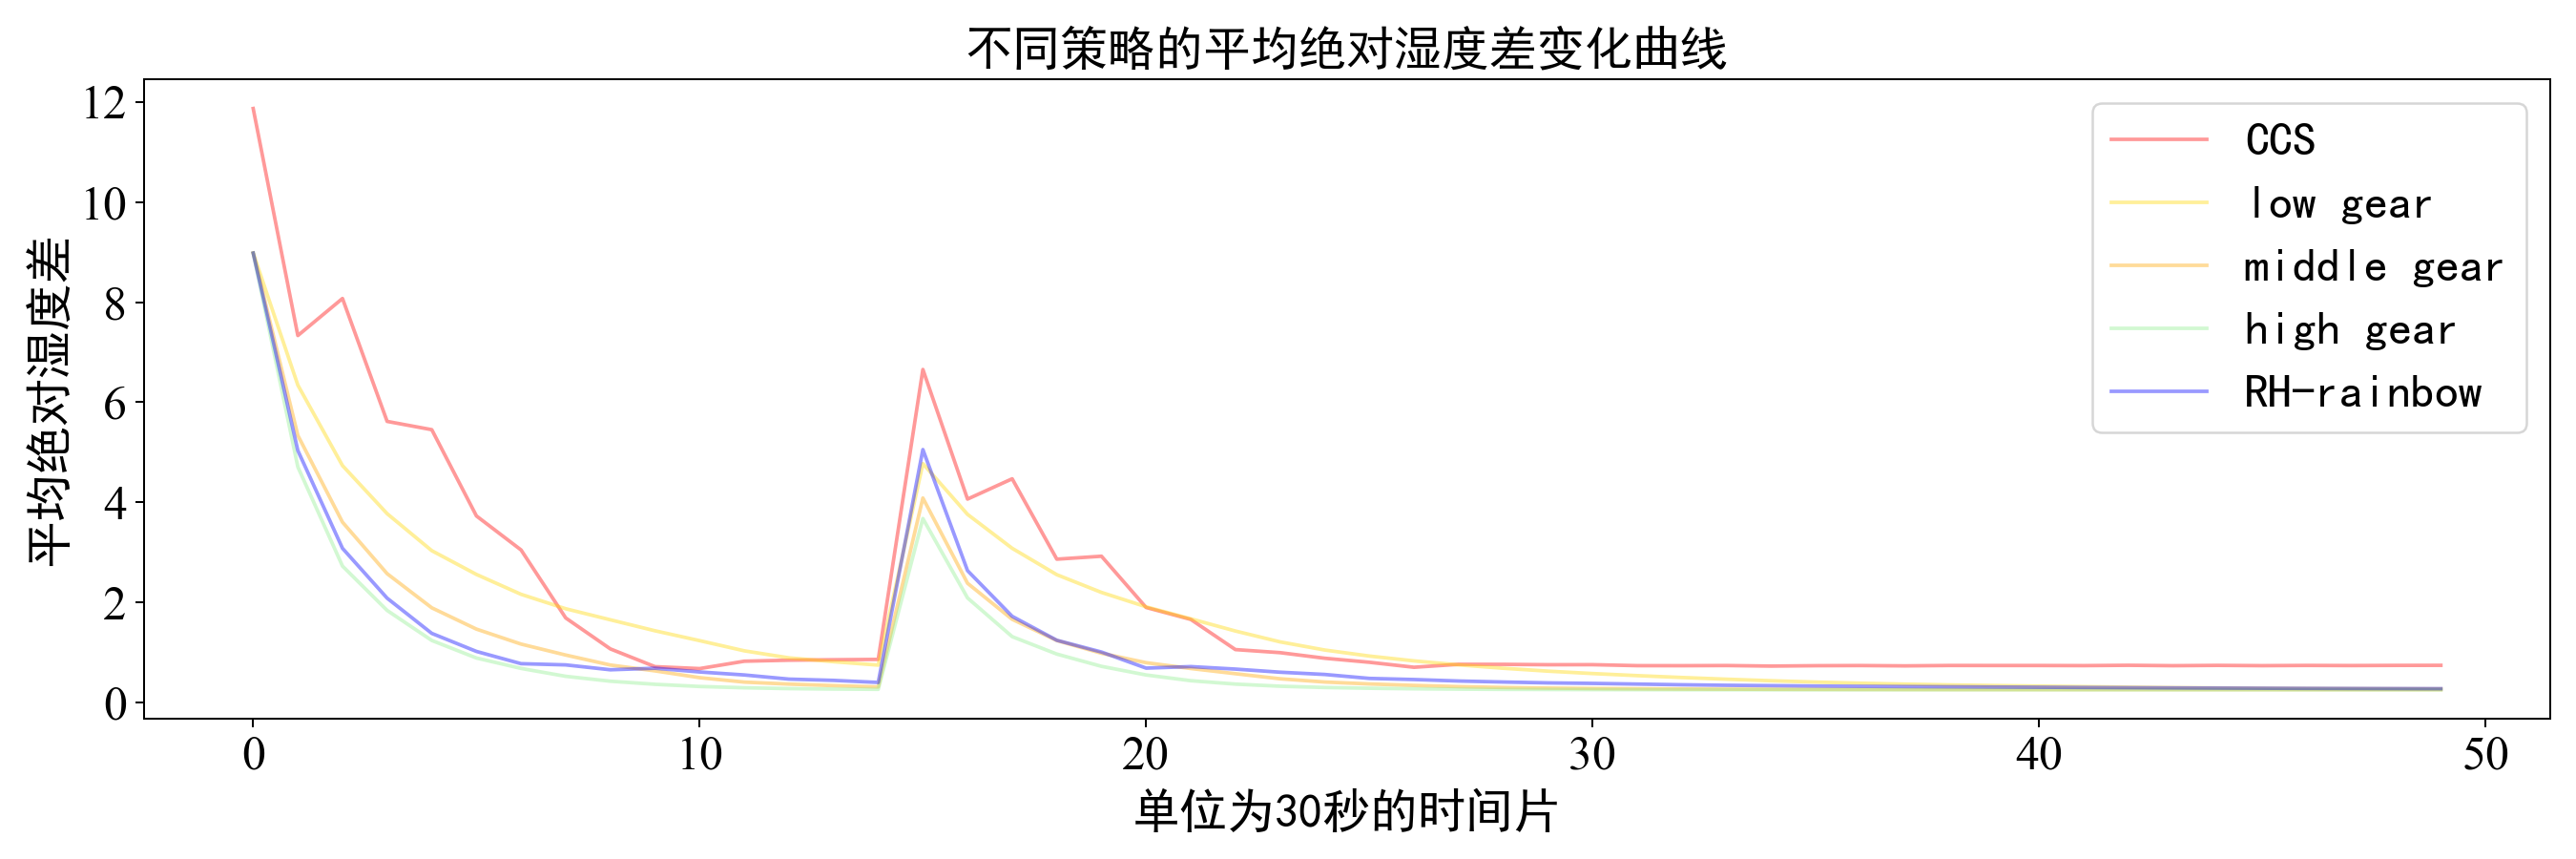 不同策略的平均绝对湿度差变化曲线
平均绝对湿度差
12
10
8
6
4
2
0
CCS
low gear
middle gear
high gear
RH-rainbow
0 10 20 30 40 50
单位为30秒的时间片